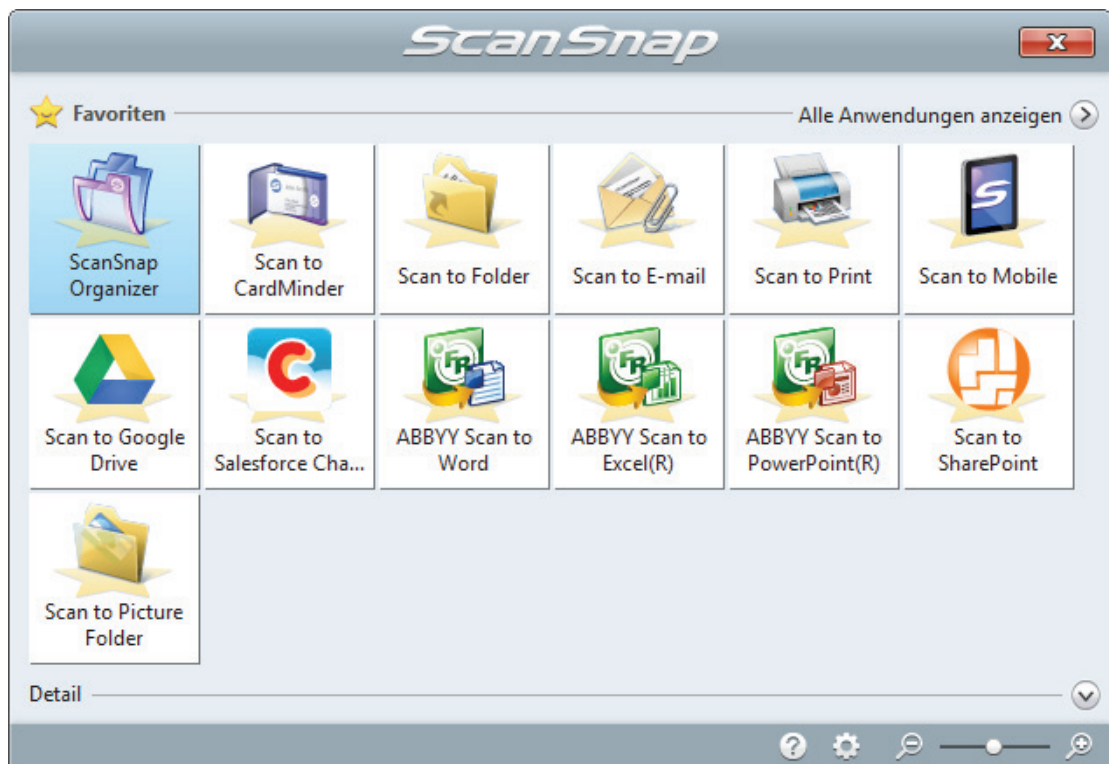 ScanSnap
Favoriten
Alle Anwendungen anzeigen
ScanSnap
Organizer
Scan to
CardMinder
Scan to Folder
Scan to E-mail
Scan to Print
Scan to Mobile
Scan to Google
Drive
Scan to
Salesforce Cha...
ABBYY Scan to
Word
ABBYY Scan to
Excel(R)
ABBYY Scan to
PowerPoint(R)
Scan to
SharePoint
Scan to Picture
Folder
Detail